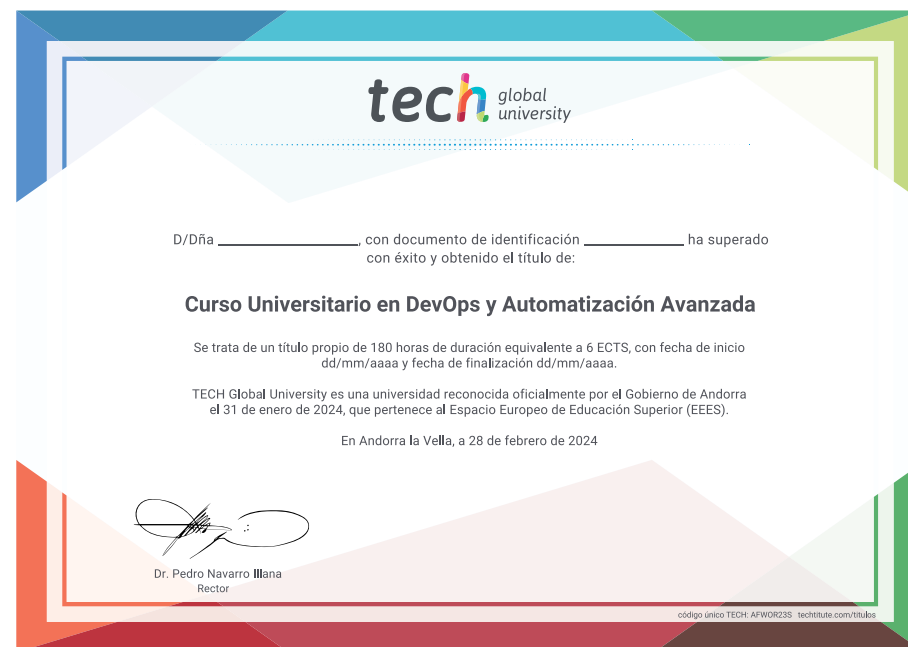 tech global university
D/Dña ____________________, con documento de identificación ______________ ha superado
con éxito y obtenido el título de:
Curso Universitario en DevOps y Automatización Avanzada
Se trata de un título propio de 180 horas de duración equivalente a 6 ECTS, con fecha de inicio
dd/mm/aaaa y fecha de finalización dd/mm/aaaa.
TECH Global University es una universidad reconocida oficialmente por el Gobierno de Andorra
el 31 de enero de 2024, que pertenece al Espacio Europeo de Educación Superior (EEES).
En Andorra la Vella, a 28 de febrero de 2024
Dr. Pedro Navarro Illana
Rector
código único TECH: AFWOR23S techtitute.com/titulos